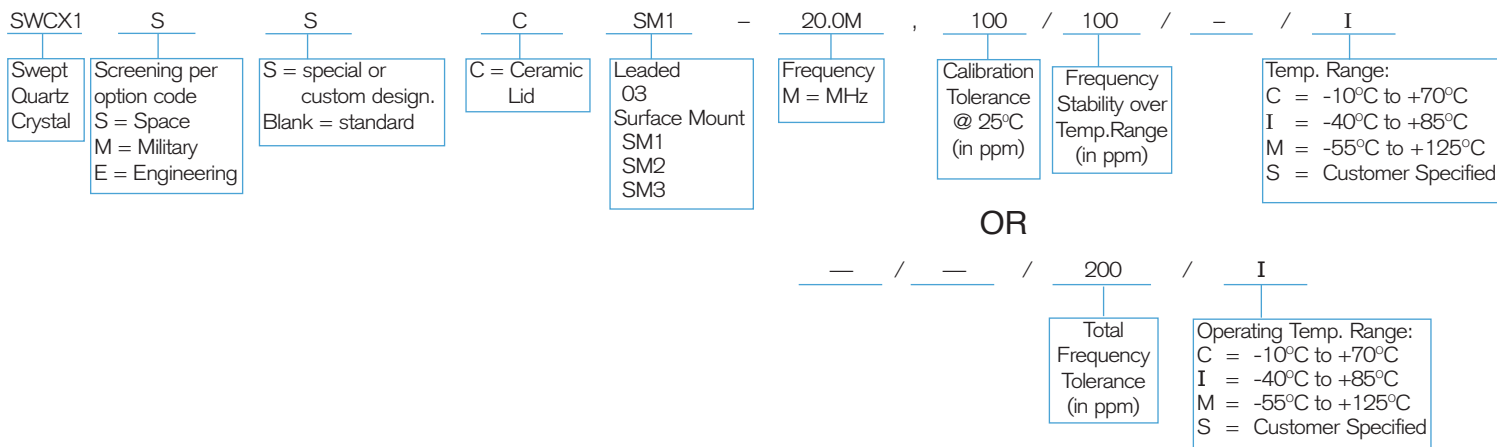 SWCX1 S S C SM1 – 20.0M , 100 / 100 / – / I
Swept
Quartz
Crystal
Screening per
option code
S = Space
M = Military
E = Engineering
S = special or
custom design.
Blank = standard
C = Ceramic
Lid
Leaded
03
Surface Mount
SM1
SM2
SM3
Frequency
M = MHz
Calibration
Tolerance
@ 25°C
(in ppm)
Frequency
Stability over
Temp.Range
(in ppm)
Temp. Range:
C = -10°C to +70°C
I = -40°C to +85°C
M = -55°C to +125°C
S = Customer Specified
OR
— / — / 200 / I
Total
Frequency
Tolerance
(in ppm)
Operating Temp. Range:
C = -10°C to +70°C
I = -40°C to +85°C
M = -55°C to +125°C
S = Customer Specified